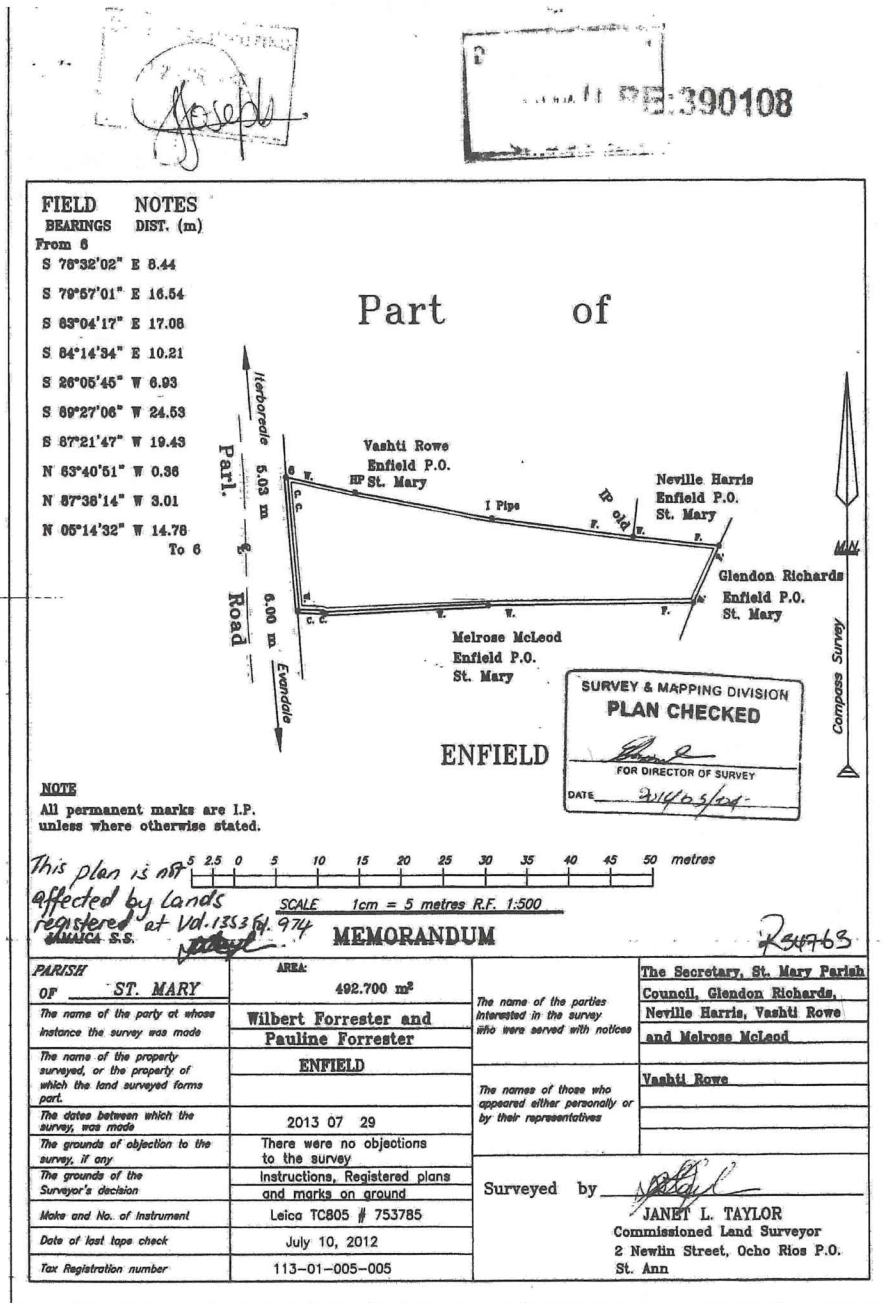 Joseph
PE:390108
FIELD NOTES
BEARINGS DIST. (m)
From 6
S 78°32'02" E 8.44
S 79°57'01" E 16.54
S 83°04'17" E 17.08
S 84°14'34" E 10.21
S 26°05'45" W 6.93
S 89°27'06" W 24.53
S 87°21'47" W 19.43
N 63°40'51" W 0.36
N 87°38'14" W 3.01
N 05°14'32" W 14.78
To 6
Part of
Iterboreale
5.03 m
Parl.
Road
6.00 m
Evandale
6
W.
HP
C. C.
Vashti Rowe
Enfield P.O.
St. Mary
I Pipe
F.
IP old
W.
F.
Neville Harris
Enfield P.O.
St. Mary
Glendon Richards
Enfield P.O.
St. Mary
C. C.
W.
W.
F.
Melrose McLeod
Enfield P.O.
St. Mary
M.N.
Compass Survey
ENFIELD
SURVEY & MAPPING DIVISION
PLAN CHECKED
FOR DIRECTOR OF SURVEY
DATE
NOTE
All permanent marks are I.P.
unless where otherwise stated.
This plan is not
affected by lands
registered at Vol.1353 Fol. 974
5 2.5 0 5 10 15 20 25 30 35 40 45 50 metres
SCALE 1cm = 5 metres R.F. 1:500
JAMAICA S.S.
MEMORANDUM
PARISH
OF ST. MARY
AREA:
492.700 m²
The name of the party at whose
instance the survey was made
Wilbert Forrester and
Pauline Forrester
The name of the property
surveyed, or the property of
which the land surveyed forms
part.
ENFIELD
The dates between which the
survey, was made
2013 07 29
The grounds of objection to the
survey, if any
There were no objections
to the survey
The grounds of the
Surveyor's decision
Instructions, Registered plans
and marks on ground
Make and No. of Instrument
Leica TC805 # 753785
Date of last tape check
July 10, 2012
Tax Registration number
113-01-005-005
The name of the parties
interested in the survey
who were served with notices
The Secretary, St. Mary Parish
Council, Glendon Richards,
Neville Harris, Vashti Rowe
and Melrose McLeod
The names of those who
appeared either personally or
by their representatives
Vashti Rowe
Surveyed by
JANET L. TAYLOR
Commissioned Land Surveyor
2 Newlin Street, Ocho Rios P.O.
St. Ann